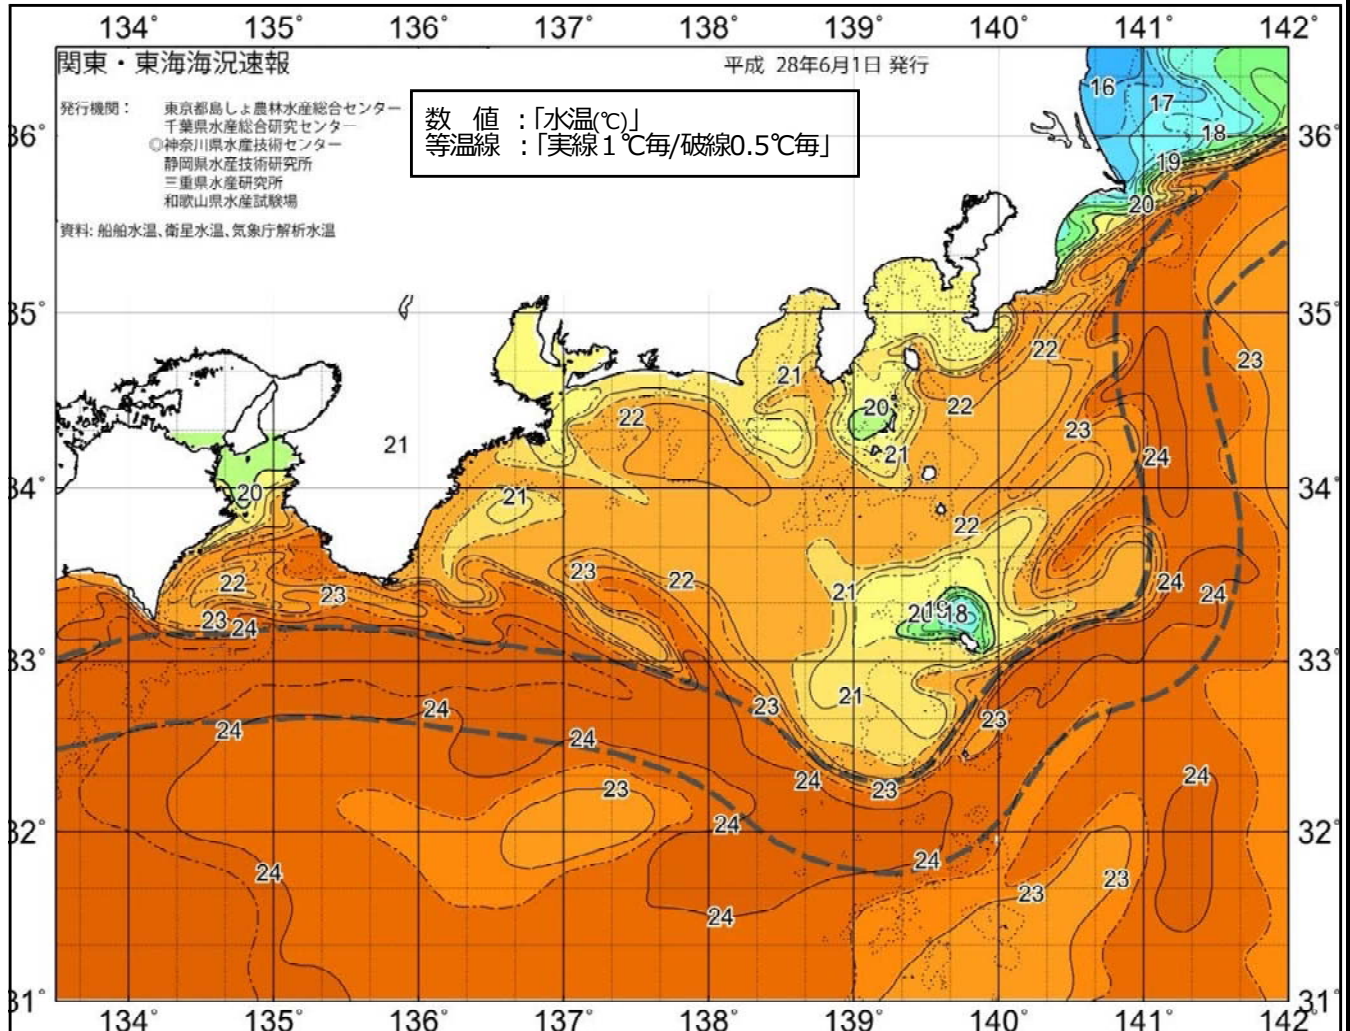 134° 135° 136° 137° 138° 139° 140° 141° 142°
関東・東海海況速報
平成 28年6月1日 発行
発行機関： 東京都島しょ農林水産総合センター
千葉県水産総合研究センター
◎神奈川県水産技術センター
静岡県水産技術研究所
三重県水産研究所
和歌山県水産試験場
資料: 船舶水温、衛星水温、気象庁解析水温
数 値 ：「水温(℃)」
等温線 ：「実線１℃毎/破線0.5℃毎」
16
17
36° 18 36°
19
20
35° 35°
22
21 23
22 20 22
23
21 21 24
34° 20 34°
21
22
23 22 21 24
22 23 20 19 18 24
23 24
33° 33°
21
24 23 23
24 24
24 24
23 23
32° 24 32°
24
24 23 23
24
31° 31°
134° 135° 136° 137° 138° 139° 140° 141° 142°